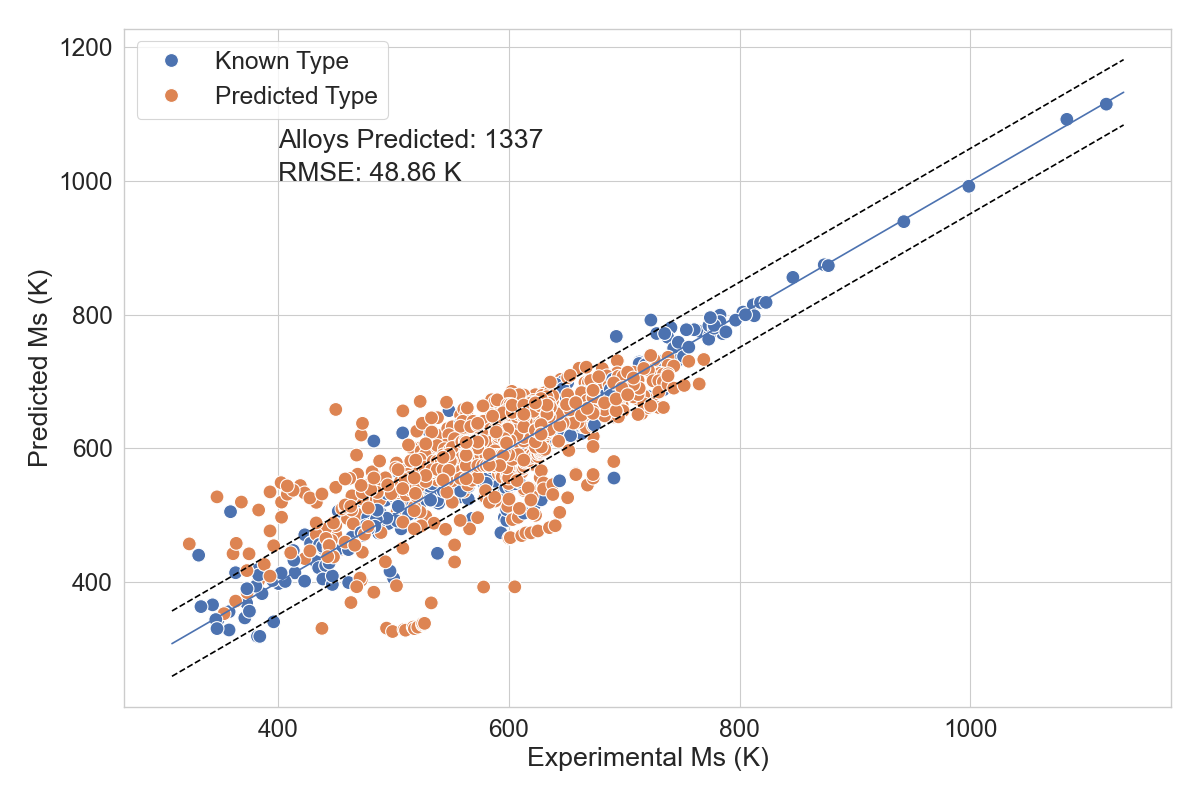 Known Type
Predicted Type
Alloys Predicted: 1337
RMSE: 48.86 K
1200
1000
800
600
400
Predicted Ms (K)
400 600 800 1000
Experimental Ms (K)